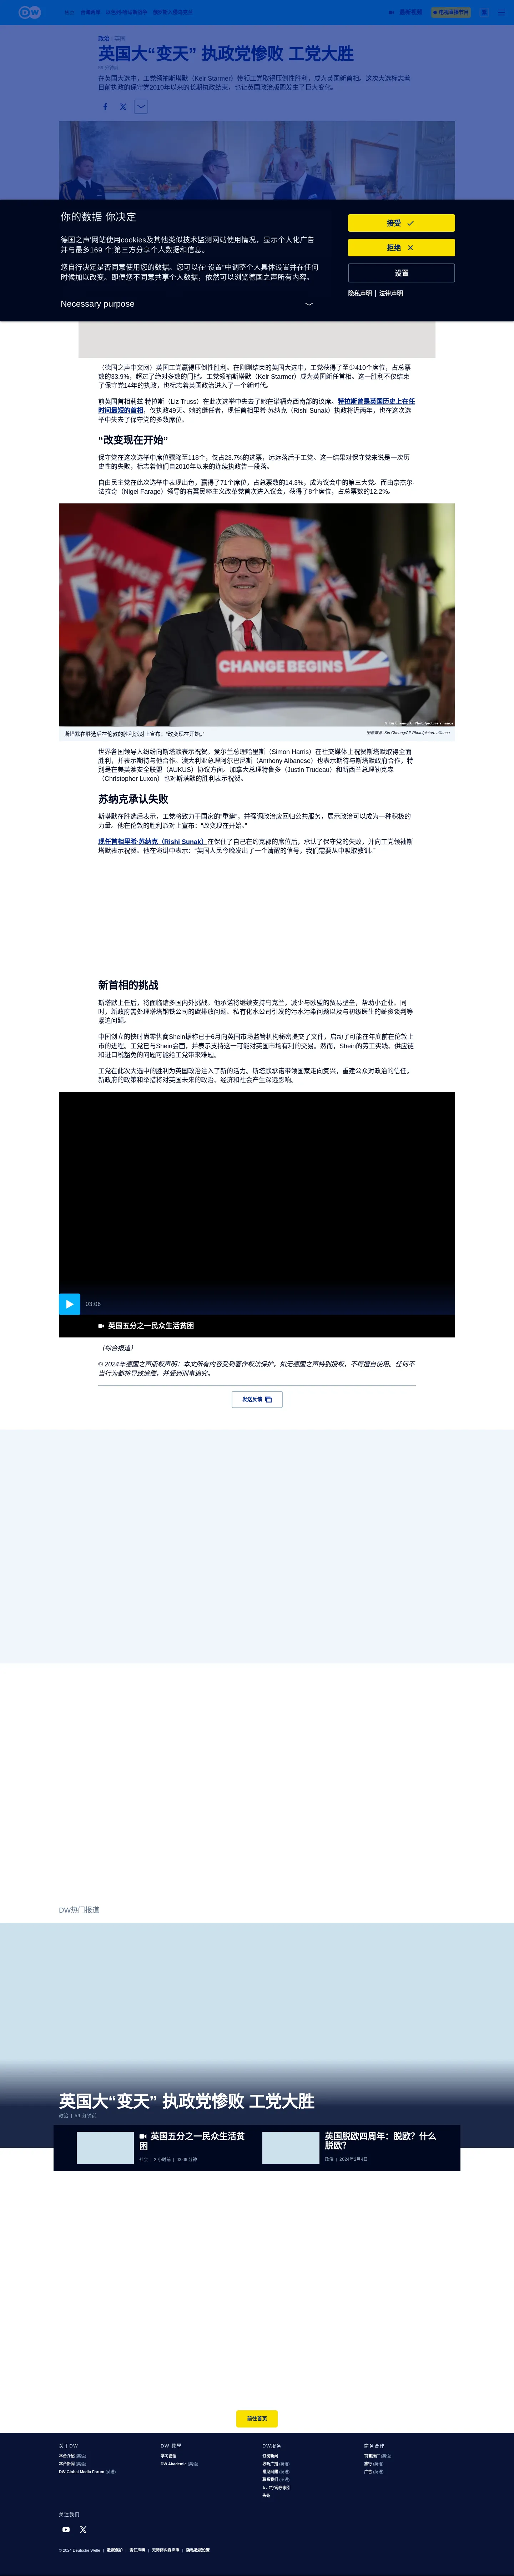 DW
最新视频
电视直播节目
政治 | 英国
英国大“变天” 执政党惨败 工党大胜
59 分钟前
在英国大选中，工党领袖斯塔默（Keir Starmer）带领工党取得压倒性胜利，成为英国新首相。这次大选标志着
目前执政的保守党2010年以来的长期执政结束，也让英国政治版图发生了巨大变化。
你的数据 你决定
德国之声'网站使用cookies及其他类似技术监测网站使用情况，显示个人化广告
并与最多169 个;第三方分享个人数据和信息。
您自行决定是否同意使用您的数据。您可以在“设置”中调整个人具体设置并在任何
时候加以改变。即便您不同意共享个人数据，依然可以浏览德国之声所有内容。
Necessary purpose
接受
拒绝
设置
隐私声明 | 法律声明
（德国之声中文网）英国工党赢得压倒性胜利。在刚刚结束的英国大选中，工党获得了至少410个席位，占总票
数的33.9%，超过了绝对多数的门槛。工党领袖斯塔默（Keir Starmer）成为英国新任首相。这一胜利不仅结束
了保守党14年的执政，也标志着英国政治进入了一个新时代。
前英国首相莉兹·特拉斯（Liz Truss）在此次选举中失去了她在诺福克西南部的议席。特拉斯曾是英国历史上在任
时间最短的首相，仅执政49天。她的继任者，现任首相里希·苏纳克（Rishi Sunak）执政将近两年，也在这次选
举中失去了保守党的多数席位。
“改变现在开始”
保守党在这次选举中席位骤降至118个，仅占23.7%的选票，远远落后于工党。这一结果对保守党来说是一次历
史性的失败，标志着他们自2010年以来的连续执政告一段落。
自由民主党在此次选举中表现出色，赢得了71个席位，占总票数的14.3%，成为议会中的第三大党。而由奈杰尔·
法拉奇（Nigel Farage）领导的右翼民粹主义改革党首次进入议会，获得了8个席位，占总票数的12.2%。
CHANGE BEGINS
© Kin Cheung/AP Photo/picture alliance
斯塔默在胜选后在伦敦的胜利派对上宣布：“改变现在开始。”
图像来源: Kin Cheung/AP Photo/picture alliance
世界各国领导人纷纷向斯塔默表示祝贺。爱尔兰总理哈里斯（Simon Harris）在社交媒体上祝贺斯塔默取得全面
胜利，并表示期待与他合作。澳大利亚总理阿尔巴尼斯（Anthony Albanese）也表示期待与斯塔默政府合作，特
别是在美英澳安全联盟（AUKUS）协议方面。加拿大总理特鲁多（Justin Trudeau）和新西兰总理勒克森
（Christopher Luxon）也对斯塔默的胜利表示祝贺。
苏纳克承认失败
斯塔默在胜选后表示，工党将致力于国家的“重建”，并强调政治应回归公共服务，展示政治可以成为一种积极的
力量。他在伦敦的胜利派对上宣布：“改变现在开始。”
现任首相里希·苏纳克（Rishi Sunak）在保住了自己在约克郡的席位后，承认了保守党的失败，并向工党领袖斯
塔默表示祝贺。他在演讲中表示：“英国人民今晚发出了一个清醒的信号，我们需要从中吸取教训。”
新首相的挑战
斯塔默上任后，将面临诸多国内外挑战。他承诺将继续支持乌克兰，减少与欧盟的贸易壁垒，帮助小企业。同
时，新政府需处理塔塔钢铁公司的碳排放问题、私有化水公司引发的污水污染问题以及与初级医生的薪资谈判等
紧迫问题。
中国创立的快时尚零售商Shein据称已于6月向英国市场监管机构秘密提交了文件，启动了可能在年底前在伦敦上
市的进程。工党已与Shein会面，并表示支持这一可能对英国市场有利的交易。然而，Shein的劳工实践、供应链
和进口税豁免的问题可能给工党带来难题。
工党在此次大选中的胜利为英国政治注入了新的活力。斯塔默承诺带领国家走向复兴，重建公众对政治的信任。
新政府的政策和举措将对英国未来的政治、经济和社会产生深远影响。
03:06
英国五分之一民众生活贫困
（综合报道）
© 2024年德国之声版权声明：本文所有内容受到著作权法保护，如无德国之声特别授权，不得擅自使用。任何不
当行为都将导致追偿，并受到刑事追究。
发送反馈
DW热门报道
英国大“变天” 执政党惨败 工党大胜
政治 | 59 分钟前
英国五分之一民众生活贫
困
社会 | 2 小时前 | 03:06 分钟
英国脱欧四周年：脱欧？什么
脱欧？
政治 | 2024年2月4日
前往首页
关于DW
本台介绍 (英语)
本台新闻 (英语)
DW Global Media Forum (英语)
DW 教学
学习德语
DW Akademie (英语)
DW服务
订阅新闻
收听广播 (英语)
常见问题 (英语)
联系我们 (英语)
A - Z字母序索引
头条
商务合作
销售推广 (英语)
旅行 (英语)
广告 (英语)
关注我们
© 2024 Deutsche Welle | 数据保护 | 责任声明 | 无障碍内容声明 | 隐私数据设置